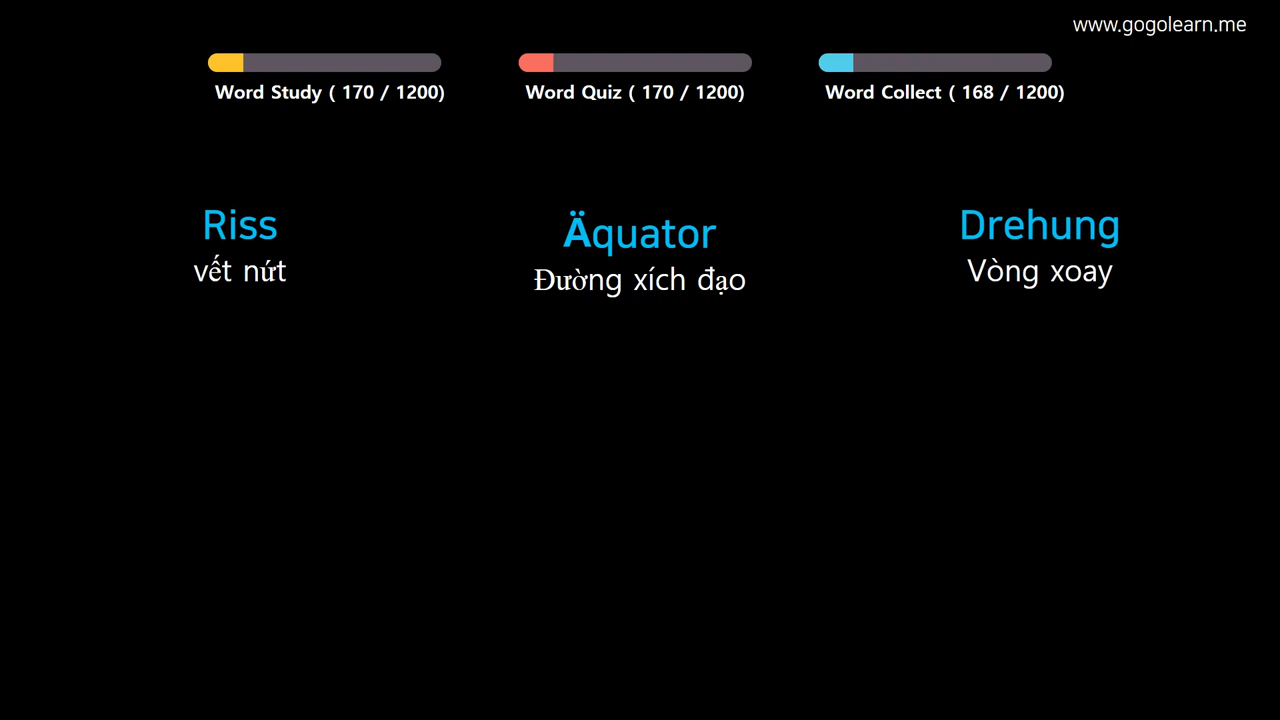 www.gogolearn.me
Word Study ( 170 / 1200)
Word Quiz ( 170 / 1200)
Word Collect ( 168 / 1200)
Riss
vết nứt
Äquator
Đường xích đạo
Drehung
Vòng xoay